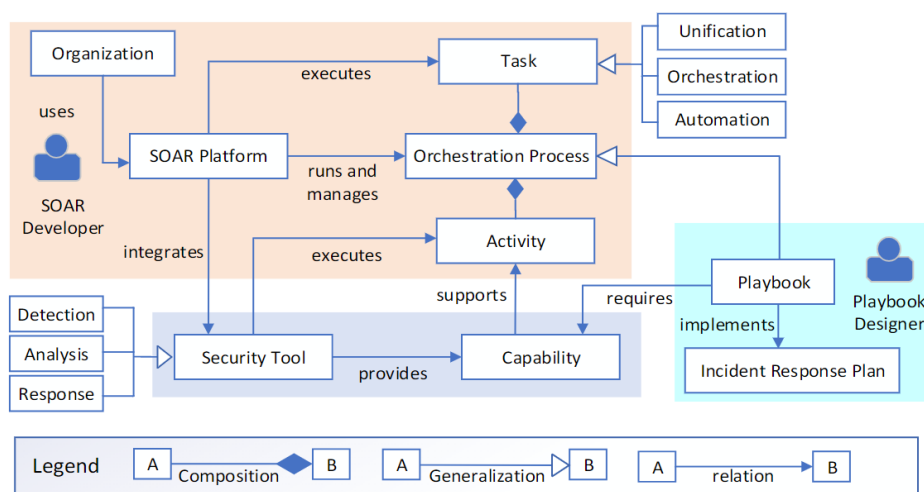 Organization
Task
Unification
Orchestration
Automation
executes
uses
SOAR Platform
runs and
manages
Orchestration Process
SOAR
Developer
integrates
executes
Activity
supports
requires
Playbook
Playbook
Designer
implements
Detection
Analysis
Response
Security Tool
provides
Capability
Incident Response Plan
Legend
A
Composition
B
A
Generalization
B
A
relation
B